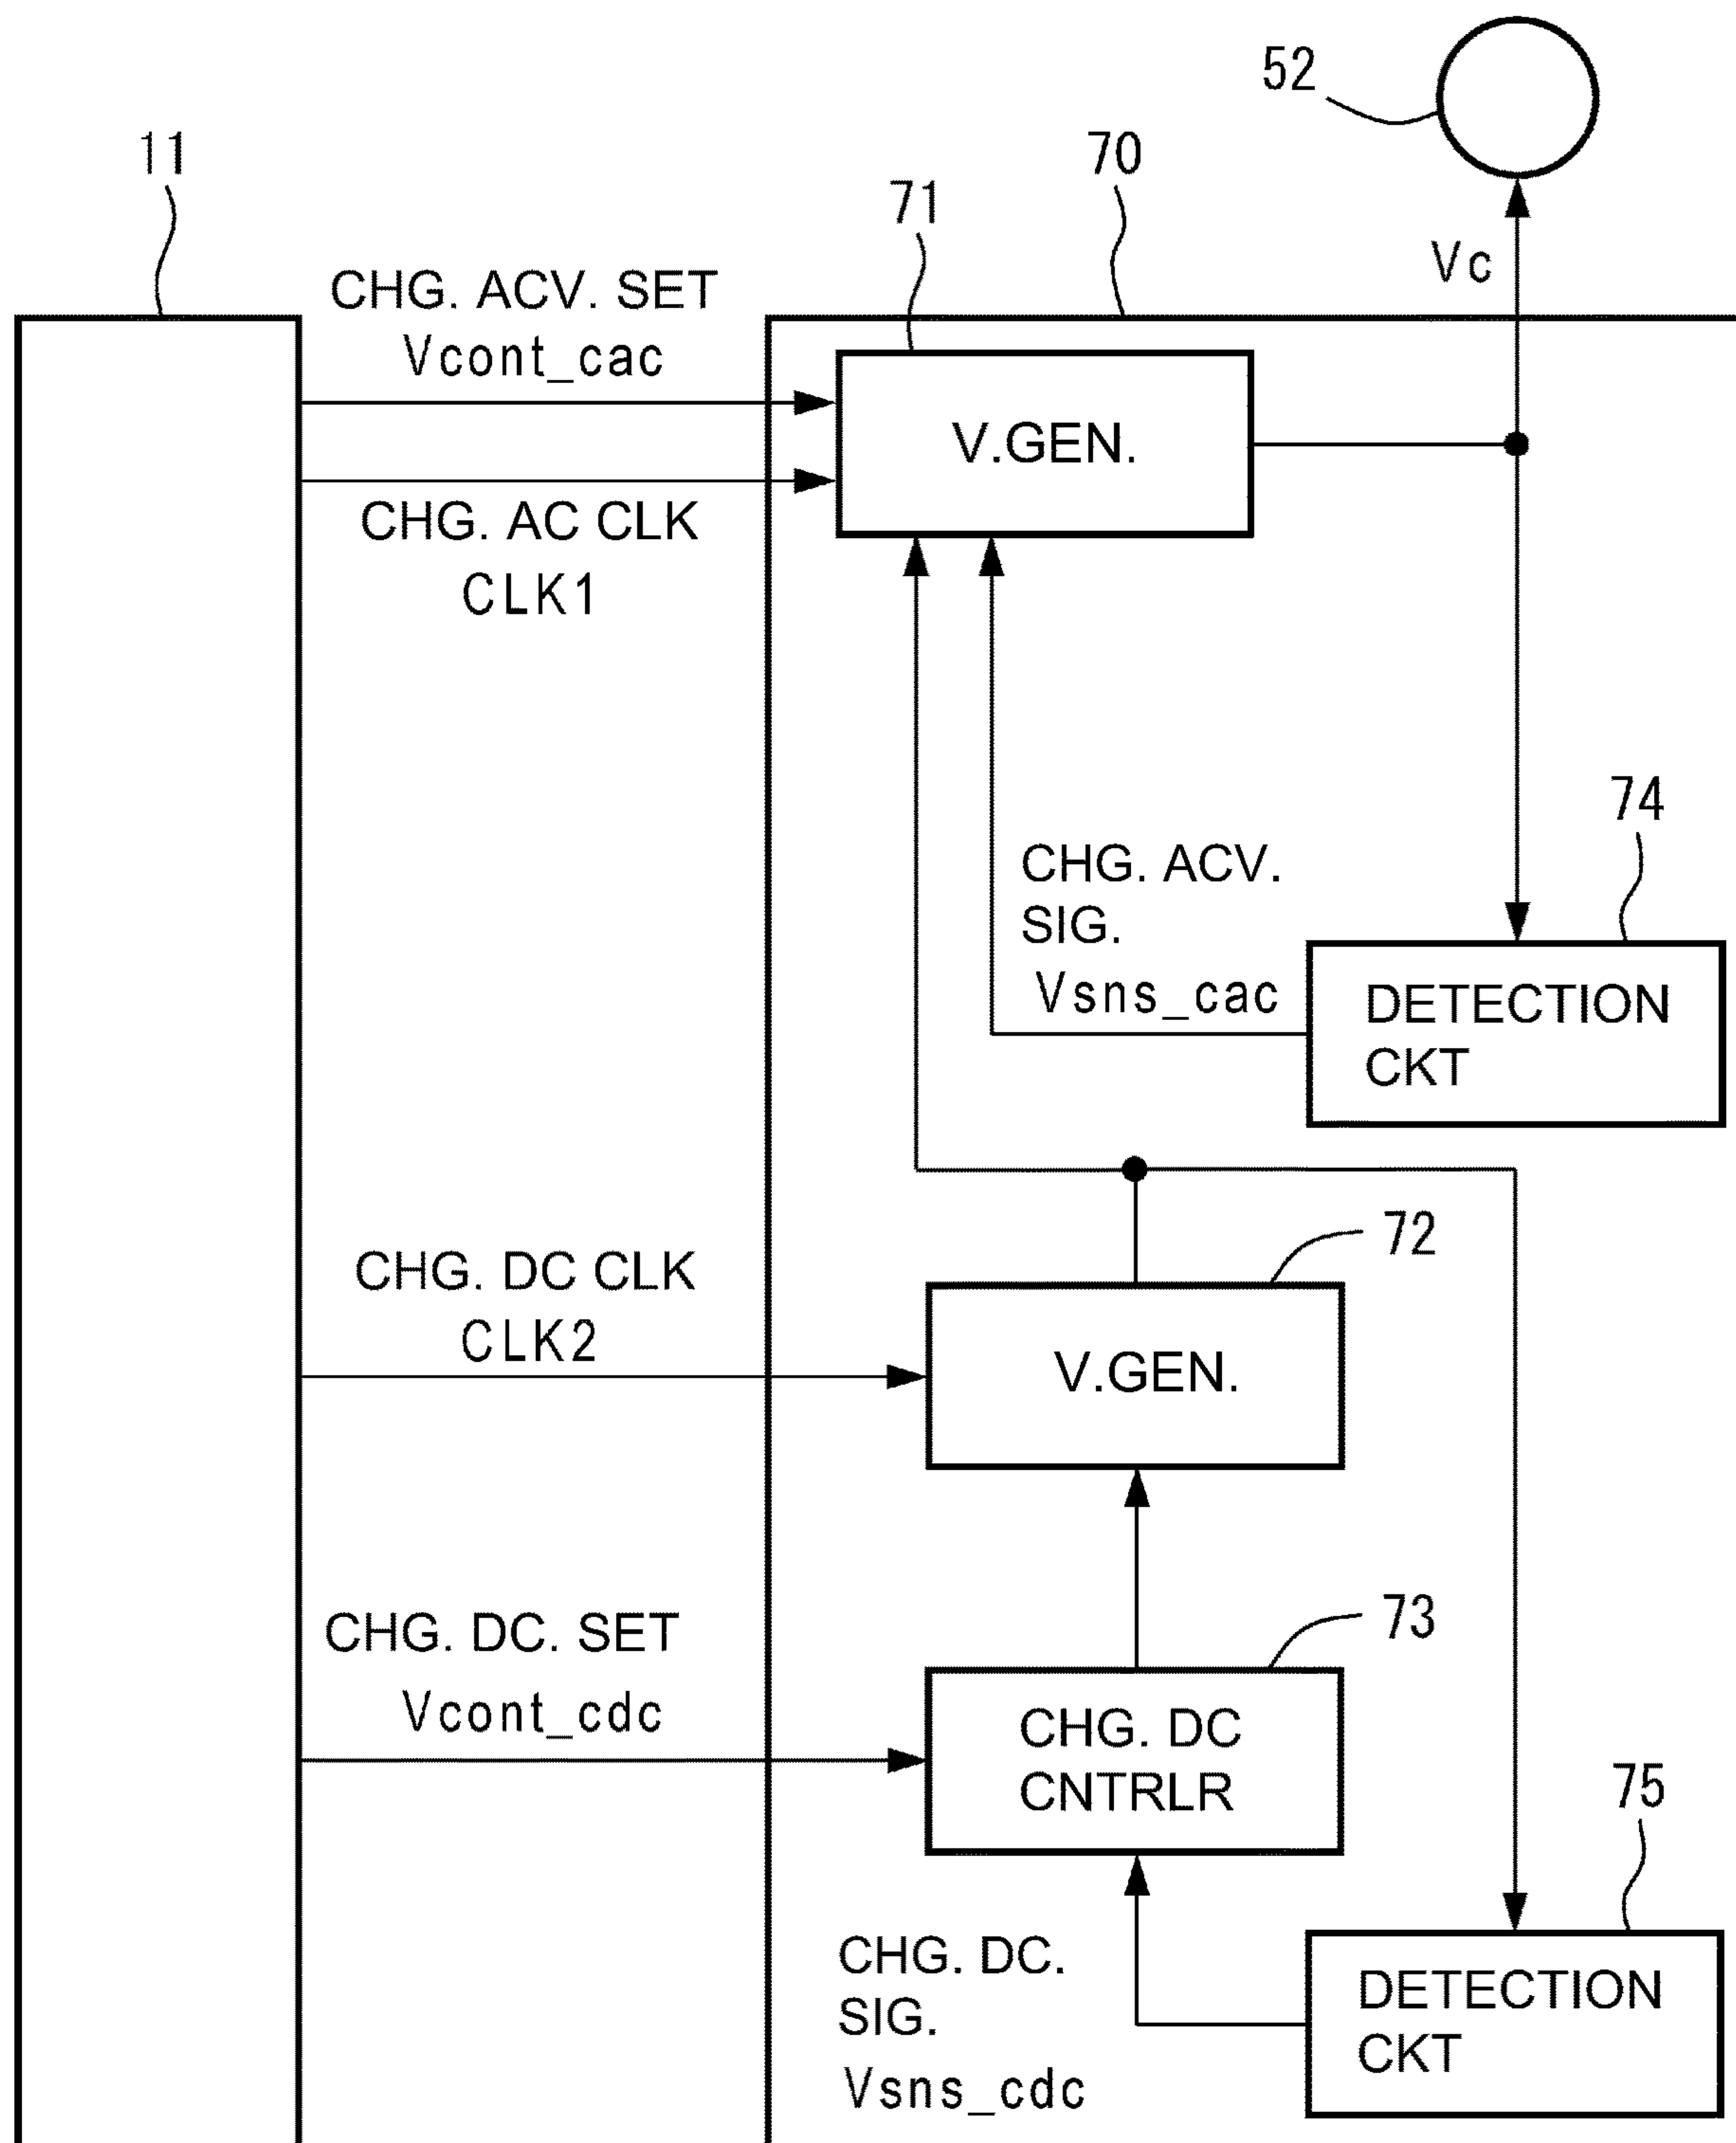 52
11
70
71
Vc
CHG. ACV. SET
Vcont_cac
V.GEN.
CHG. AC CLK
CLK1
74
CHG. ACV.
SIG.
Vsns_cac
DETECTION
CKT
72
CHG. DC CLK
CLK2
V.GEN.
73
CHG. DC. SET
Vcont_cdc
CHG. DC
CNTRLR
75
CHG. DC.
SIG.
Vsns_cdc
DETECTION
CKT